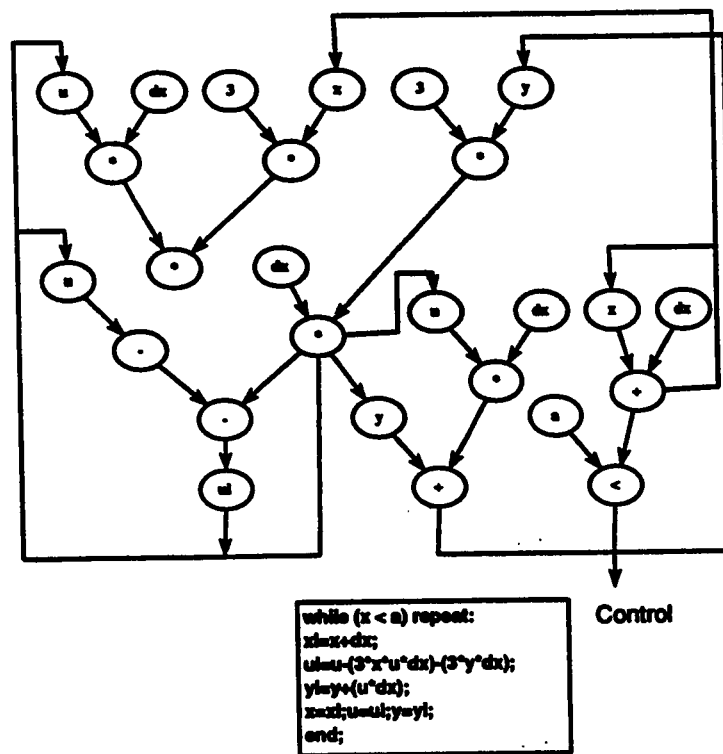 u dx 3 x 3 y
* * *
*
u dx
* u dx x dx
-
* +
- y a
ul + <
Control
while (x < a) repeat:
xl=x+dx;
ul=u-(3*x*u*dx)-(3*y*dx);
yl=y+(u*dx);
x=xl;u=ul;y=yl;
end;